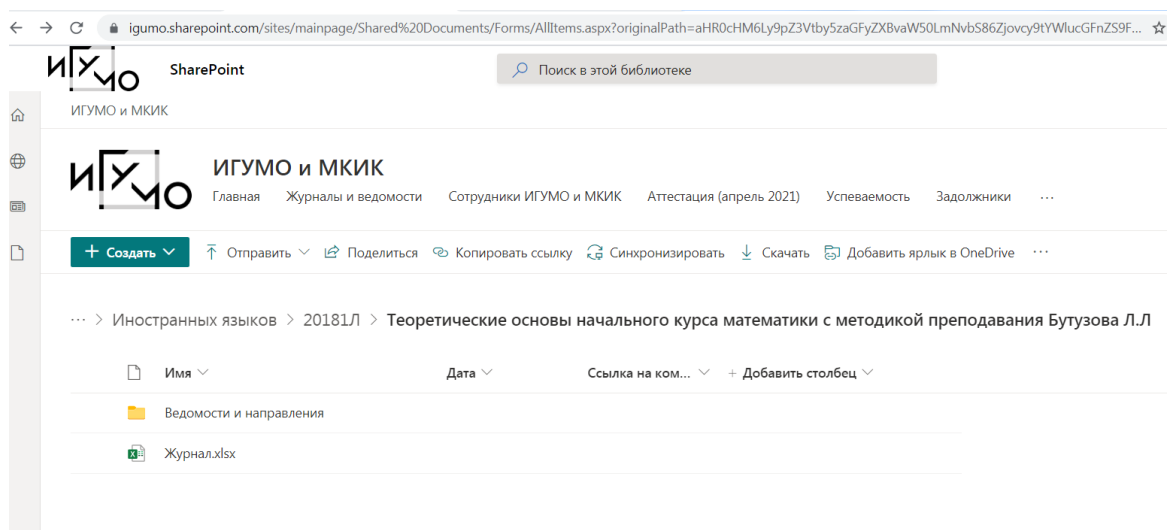 igumo.sharepoint.com/sites/mainpage/Shared%20Documents/Forms/AllItems.aspx?originalPath=aHR0cHM6Ly9pZ3Vtby5zaGFyZXBvaW50LmNvbS86Zjovcy9tYWlucGFnZS9F...
ИГУМО SharePoint Поиск в этой библиотеке
ИГУМО и МКИК
ИГУМО ИГУМО и МКИК
Главная Журналы и ведомости Сотрудники ИГУМО и МКИК Аттестация (апрель 2021) Успеваемость Задолжники ...
+ Создать Отправить Поделиться Копировать ссылку Синхронизировать Скачать Добавить ярлык в OneDrive ...
... > Иностранных языков > 20181Л > Теоретические основы начального курса математики с методикой преподавания Бутузова Л.Л
Имя Дата Ссылка на ком... + Добавить столбец
Ведомости и направления
Журнал.xlsx